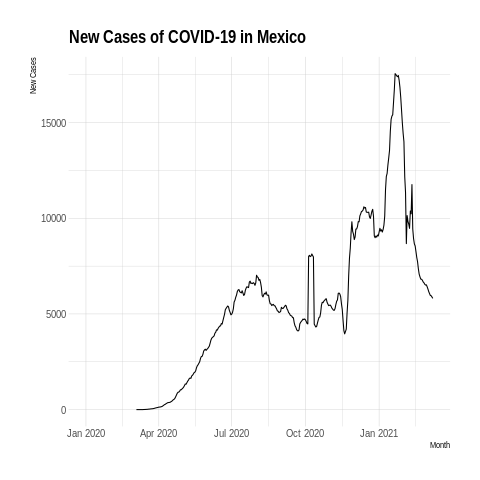 New Cases of COVID-19 in Mexico
New Cases
15000
10000
5000
0
Jan 2020 Apr 2020 Jul 2020 Oct 2020 Jan 2021
Month